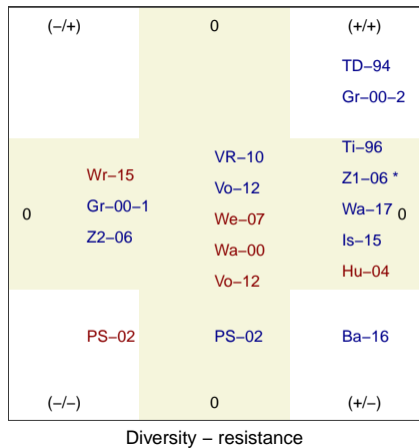 (−/+) 0 (+/+)
TD−94
Gr−00−2
Ti−96
VR−10
Wr−15
Z1−06 *
Vo−12
Gr−00−1
Wa−17
0
We−07
0
Z2−06
Is−15
Wa−00
Hu−04
Vo−12
PS−02 PS−02 Ba−16
(−/−) 0 (+/−)
Diversity − resistance